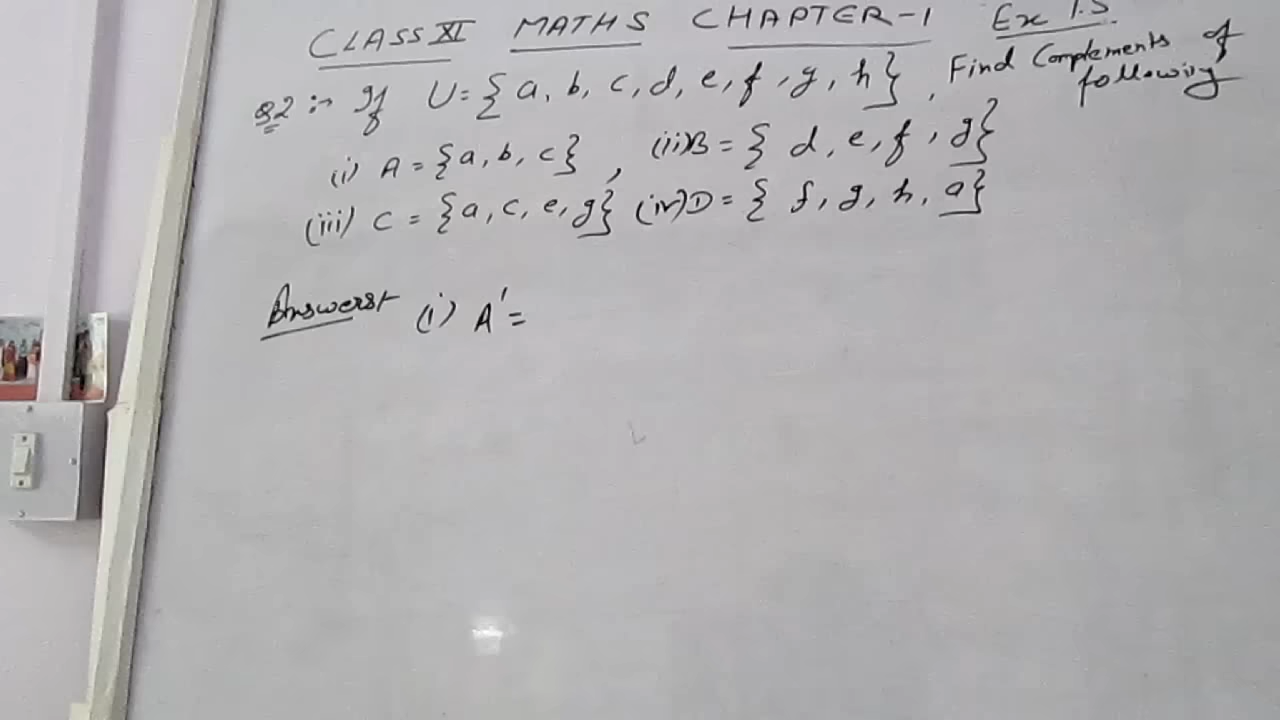 CLASS XI MATHS CHAPTER-1 Ex 1.5
Q2 :- If U = {a, b, c, d, e, f, g, h}, Find Complements of following
(i) A = {a, b, c}, (ii) B = { d, e, f, g}
(iii) C = {a, c, e, g} (iv) D = { f, g, h, a}
Answers:- (i) A' =